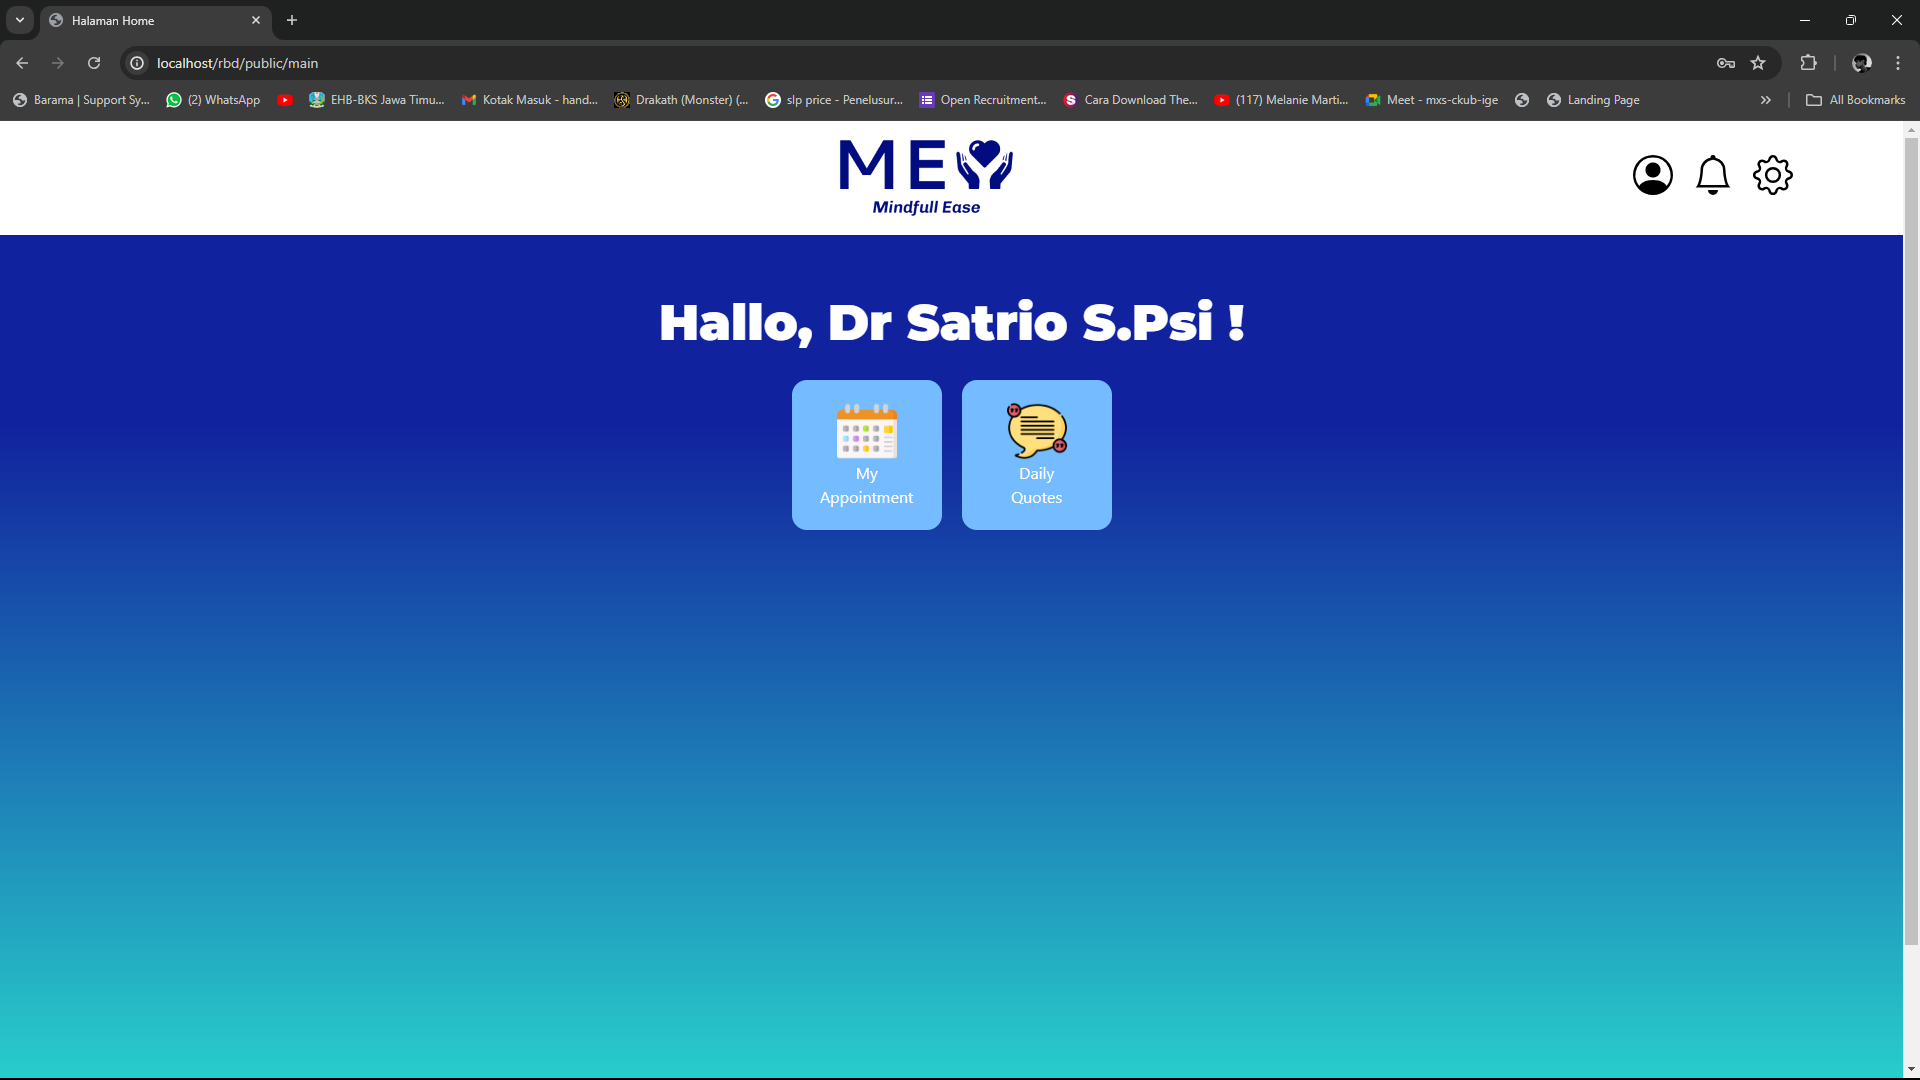 Halaman Home
localhost/rbd/public/main
Barama | Support Sy...
(2) WhatsApp
EHB-BKS Jawa Timu...
Kotak Masuk - hand...
Drakath (Monster) (...
slp price - Penelusur...
Open Recruitment...
Cara Download The...
(117) Melanie Marti...
Meet - mxs-ckub-ige
Landing Page
All Bookmarks
ME
Mindfull Ease
Hallo, Dr Satrio S.Psi !
My
Appointment
Daily
Quotes